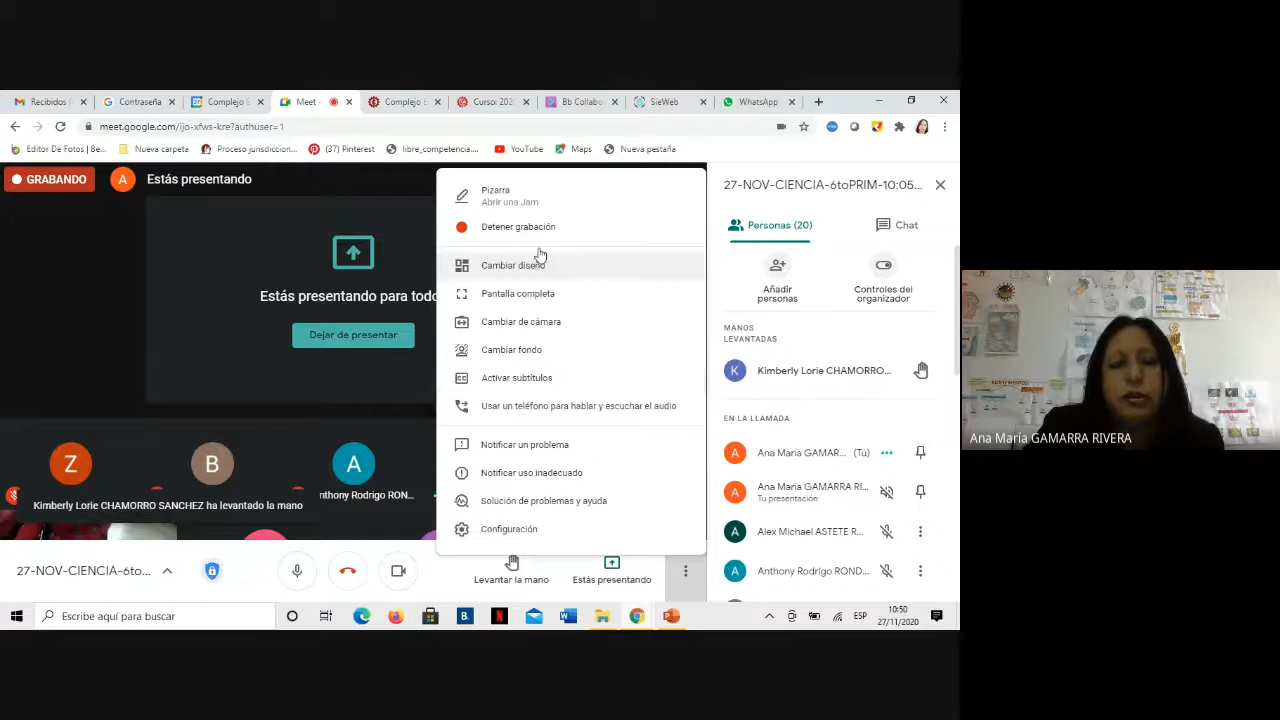 Recibidos
Contraseña
Complejo E
Meet -
Complejo E
Curso: 202
Bb Collabo
SieWeb
WhatsApp
meet.google.com/ijo-xfws-kre?authuser=1
Editor De Fotos | Be...
Nueva carpeta
Proceso jurisdiccion...
(37) Pinterest
libre_competencia....
YouTube
Maps
Nueva pestaña
GRABANDO
A
Estás presentando
Estás presentando para todo
Dejar de presentar
Z
B
A
Anthony Rodrigo RON...
Kimberly Lorie CHAMORRO SANCHEZ ha levantado la mano
Pizarra
Abrir una Jam
Detener grabación
Cambiar diseño
Pantalla completa
Cambiar de cámara
Cambiar fondo
Activar subtítulos
Usar un teléfono para hablar y escuchar el audio
Notificar un problema
Notificar uso inadecuado
Solución de problemas y ayuda
Configuración
27-NOV-CIENCIA-6toPRIM-10:05...
Personas (20)
Chat
Añadir
personas
Controles del
organizador
MANOS
LEVANTADAS
K
Kimberly Lorie CHAMORRO...
EN LA LLAMADA
A
Ana María GAMAR... (Tú)
A
Ana María GAMARRA RI...
Tu presentación
A
Alex Michael ASTETE R...
A
Anthony Rodrigo ROND...
27-NOV-CIENCIA-6to...
Levantar la mano
Estás presentando
Escribe aquí para buscar
ESP
10:50
27/11/2020
Ana María GAMARRA RIVERA